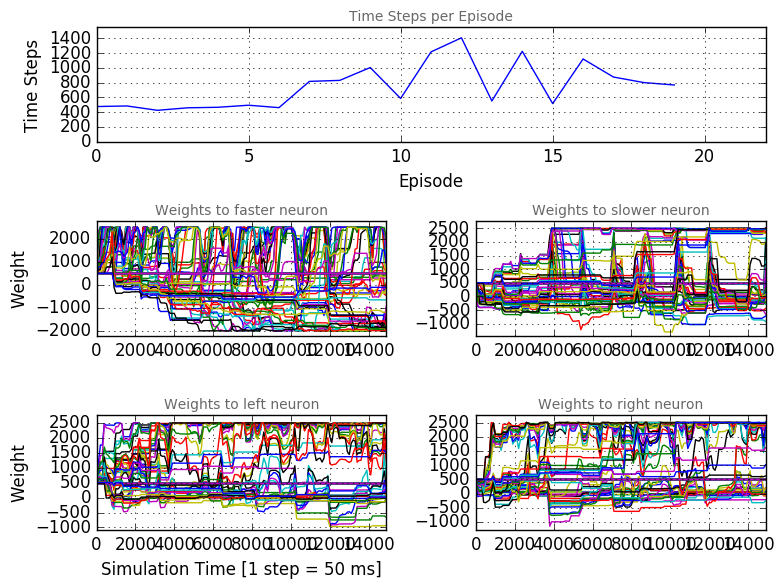 Time Steps per Episode
1400
1200
1000
800
600
400
200
0
Time Steps
0 5 10 15 20
Episode
Weights to faster neuron
2000
1000
0
−1000
−2000
Weight
0 2000 4000 6000 8000 10000 12000 14000
Weights to slower neuron
2500
2000
1500
1000
500
0
−500
−1000
0 2000 4000 6000 8000 10000 12000 14000
Weights to left neuron
2500
2000
1500
1000
500
0
−500
−1000
Weight
0 2000 4000 6000 8000 10000 12000 14000
Simulation Time [1 step = 50 ms]
Weights to right neuron
2500
2000
1500
1000
500
0
−500
−1000
0 2000 4000 6000 8000 10000 12000 14000